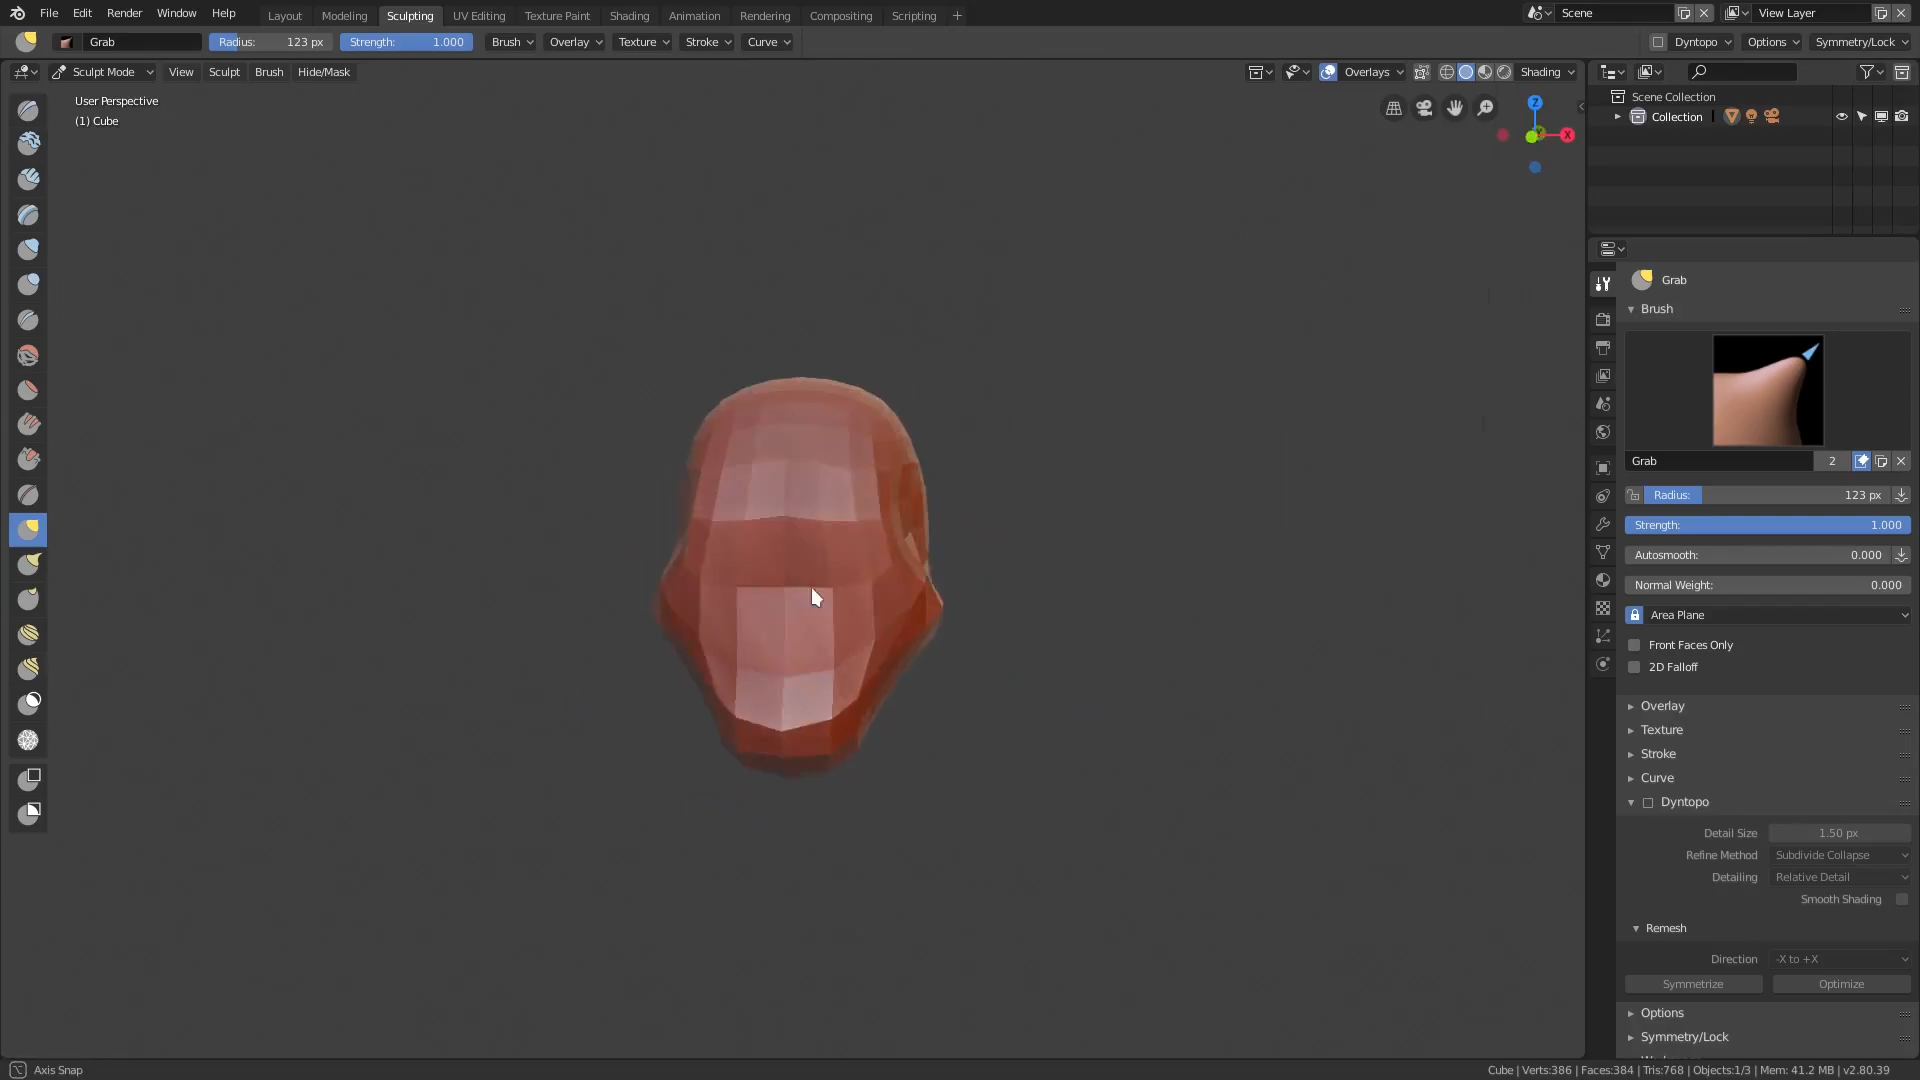 File Edit Render Window Help Layout Modeling Sculpting UV Editing Texture Paint Shading Animation Rendering Compositing Scripting + Scene View Layer
Grab Radius: 123 px Strength: 1.000 Brush Overlay Texture Stroke Curve Dyntopo Options Symmetry/Lock
Sculpt Mode View Sculpt Brush Hide/Mask Overlays Shading
User Perspective
(1) Cube
Z
X
Scene Collection
Collection
Grab
Brush
Grab 2
Radius: 123 px
Strength: 1.000
Autosmooth: 0.000
Normal Weight: 0.000
Area Plane
Front Faces Only
2D Falloff
Overlay
Texture
Stroke
Curve
Dyntopo
Detail Size 1.50 px
Refine Method Subdivide Collapse
Detailing Relative Detail
Smooth Shading
Remesh
Direction -X to +X
Symmetrize Optimize
Options
Symmetry/Lock
Axis Snap
Cube | Verts:386 | Faces:384 | Tris:768 | Objects:1/3 | Mem: 41.2 MB | v2.80.39